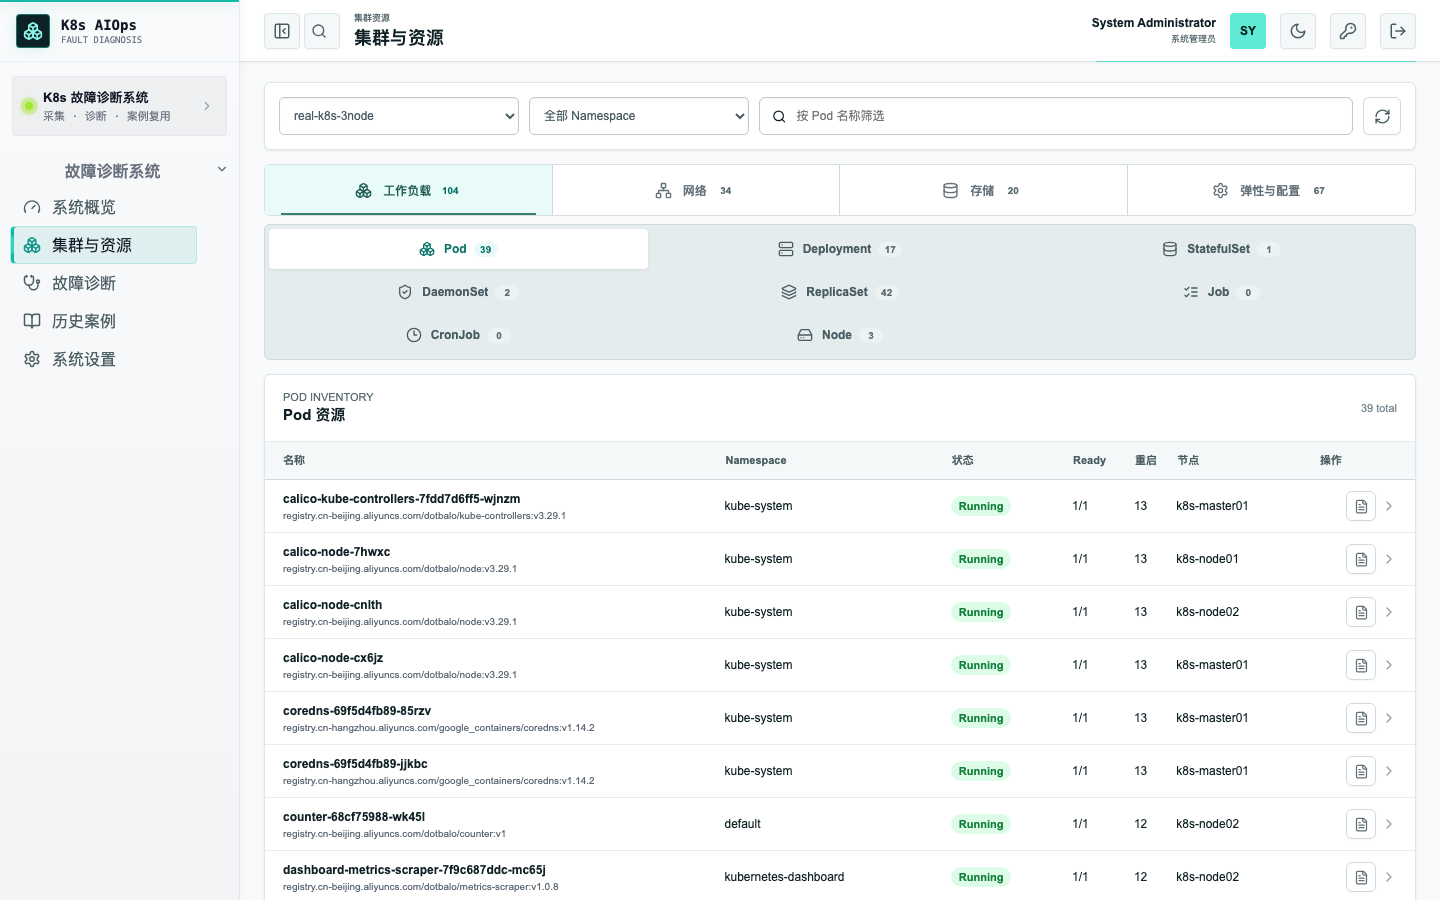 K8s AIOps
FAULT DIAGNOSIS
K8s 故障诊断系统
采集 · 诊断 · 案例复用
故障诊断系统
系统概览
集群与资源
故障诊断
历史案例
系统设置
集群资源
集群与资源
System Administrator
系统管理员
SY
real-k8s-3node
全部 Namespace
按 Pod 名称筛选
工作负载 104
网络 34
存储 20
弹性与配置 67
Pod 39
Deployment 17
StatefulSet 1
DaemonSet 2
ReplicaSet 42
Job 0
CronJob 0
Node 3
POD INVENTORY
Pod 资源
39 total
名称 Namespace 状态 Ready 重启 节点 操作
calico-kube-controllers-7fdd7d6ff5-wjnzm
registry.cn-beijing.aliyuncs.com/dotbalo/kube-controllers:v3.29.1
kube-system Running 1/1 13 k8s-master01
calico-node-7hwxc
registry.cn-beijing.aliyuncs.com/dotbalo/node:v3.29.1
kube-system Running 1/1 13 k8s-node01
calico-node-cnlth
registry.cn-beijing.aliyuncs.com/dotbalo/node:v3.29.1
kube-system Running 1/1 13 k8s-node02
calico-node-cx6jz
registry.cn-beijing.aliyuncs.com/dotbalo/node:v3.29.1
kube-system Running 1/1 13 k8s-master01
coredns-69f5d4fb89-85rzv
registry.cn-hangzhou.aliyuncs.com/google_containers/coredns:v1.14.2
kube-system Running 1/1 13 k8s-master01
coredns-69f5d4fb89-jjkbc
registry.cn-hangzhou.aliyuncs.com/google_containers/coredns:v1.14.2
kube-system Running 1/1 13 k8s-master01
counter-68cf75988-wk45l
registry.cn-beijing.aliyuncs.com/dotbalo/counter:v1
default Running 1/1 12 k8s-node02
dashboard-metrics-scraper-7f9c687ddc-mc65j
registry.cn-beijing.aliyuncs.com/dotbalo/metrics-scraper:v1.0.8
kubernetes-dashboard Running 1/1 12 k8s-node02